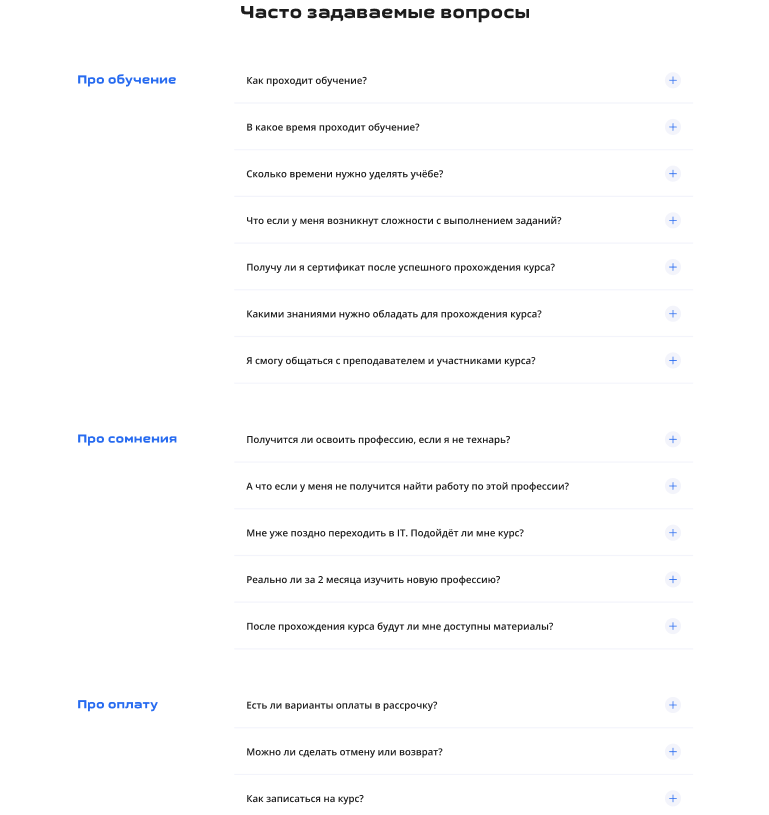 Часто задаваемые вопросы
Про обучение
Как проходит обучение?
В какое время проходит обучение?
Сколько времени нужно уделять учёбе?
Что если у меня возникнут сложности с выполнением заданий?
Получу ли я сертификат после успешного прохождения курса?
Какими знаниями нужно обладать для прохождения курса?
Я смогу общаться с преподавателем и участниками курса?
Про сомнения
Получится ли освоить профессию, если я не технарь?
А что если у меня не получится найти работу по этой профессии?
Мне уже поздно переходить в IT. Подойдёт ли мне курс?
Реально ли за 2 месяца изучить новую профессию?
После прохождения курса будут ли мне доступны материалы?
Про оплату
Есть ли варианты оплаты в рассрочку?
Можно ли сделать отмену или возврат?
Как записаться на курс?